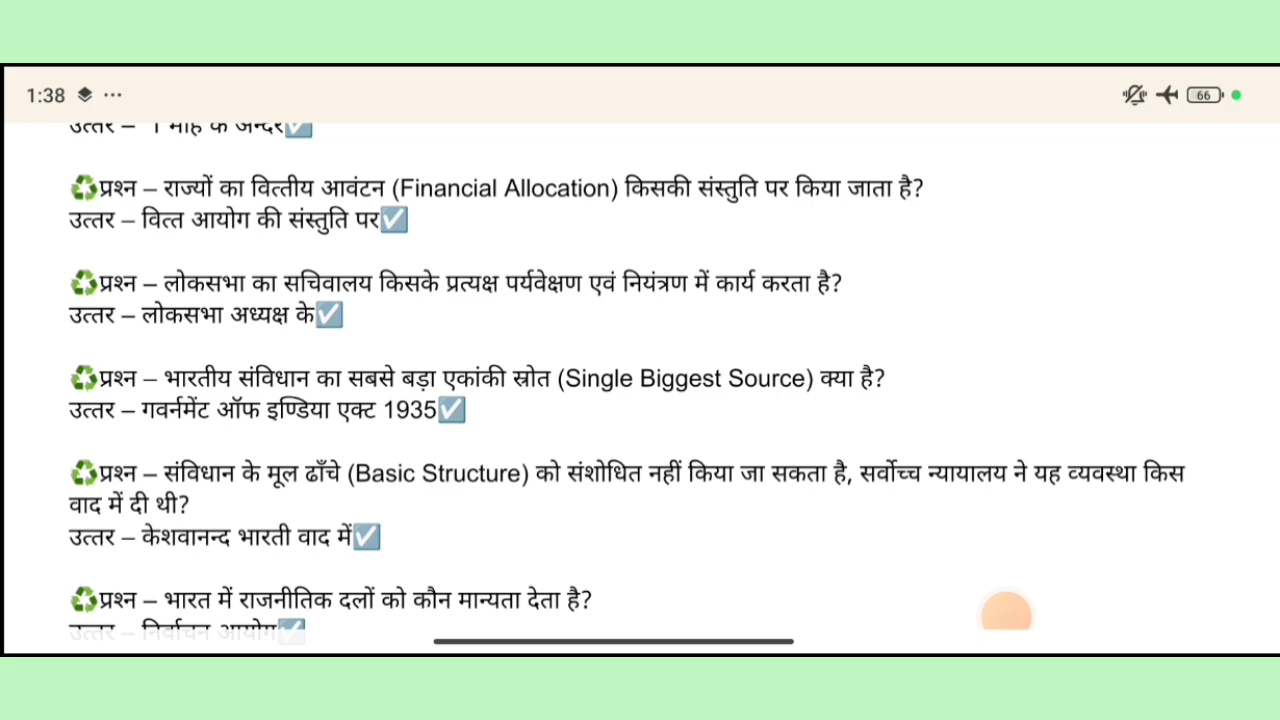 1:38 ...
66
उत्तर – 1 माह के अन्दर☑️
♻️प्रश्न – राज्यों का वित्तीय आवंटन (Financial Allocation) किसकी संस्तुति पर किया जाता है?
उत्तर – वित्त आयोग की संस्तुति पर☑️
♻️प्रश्न – लोकसभा का सचिवालय किसके प्रत्यक्ष पर्यवेक्षण एवं नियंत्रण में कार्य करता है?
उत्तर – लोकसभा अध्यक्ष के☑️
♻️प्रश्न – भारतीय संविधान का सबसे बड़ा एकांकी स्रोत (Single Biggest Source) क्या है?
उत्तर – गवर्नमेंट ऑफ इण्डिया एक्ट 1935☑️
♻️प्रश्न – संविधान के मूल ढाँचे (Basic Structure) को संशोधित नहीं किया जा सकता है, सर्वोच्च न्यायालय ने यह व्यवस्था किस
वाद में दी थी?
उत्तर – केशवानन्द भारती वाद में☑️
♻️प्रश्न – भारत में राजनीतिक दलों को कौन मान्यता देता है?
उत्तर – निर्वाचन आयोग☑️